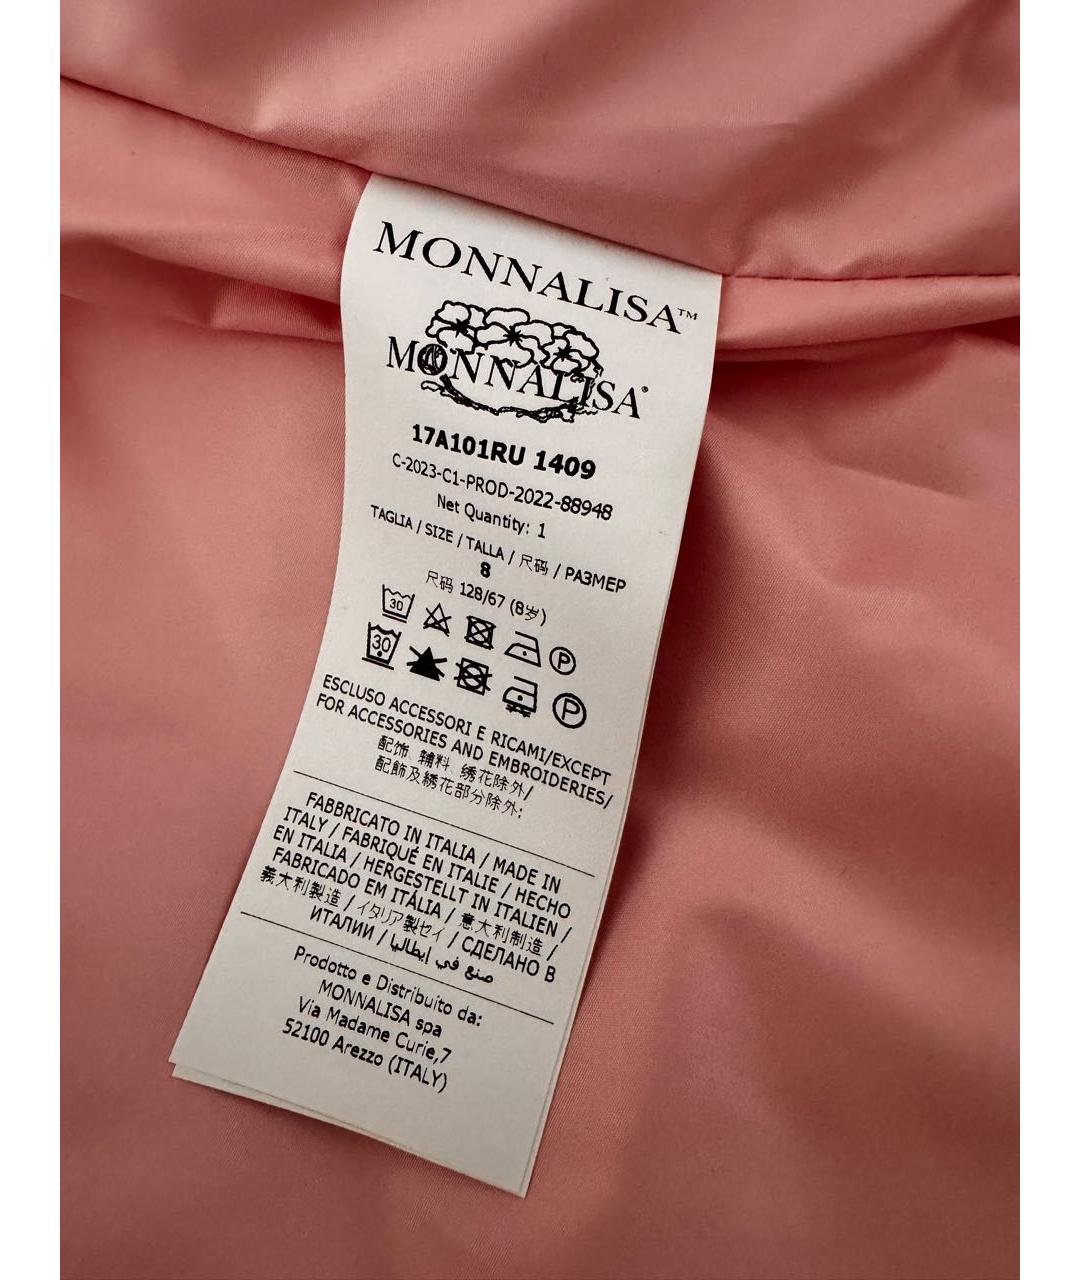 MONNALISA™
MONNALISA®
17A101RU 1409
C-2023-C1-PROD-2022-88948
Net Quantity: 1
TAGLIA / SIZE / TALLA / 尺码 / РАЗМЕР
8
尺码 128/67 (8岁)
30
P
30
P
ESCLUSO ACCESSORI E RICAMI/EXCEPT
FOR ACCESSORIES AND EMBROIDERIES/
配饰、辅料、绣花除外/
配飾及綉花部分除外:
FABBRICATO IN ITALIA / MADE IN
ITALY / FABRIQUÉ EN ITALIE / HECHO
EN ITALIA / HERGESTELLT IN ITALIEN /
FABRICADO EM ITÁLIA / 意大利制造 /
義大利製造 / イタリア製セイ / СДЕЛАНО В
ИТАЛИИ / صنع في إيطاليا
Prodotto e Distribuito da:
MONNALISA spa
Via Madame Curie,7
52100 Arezzo (ITALY)